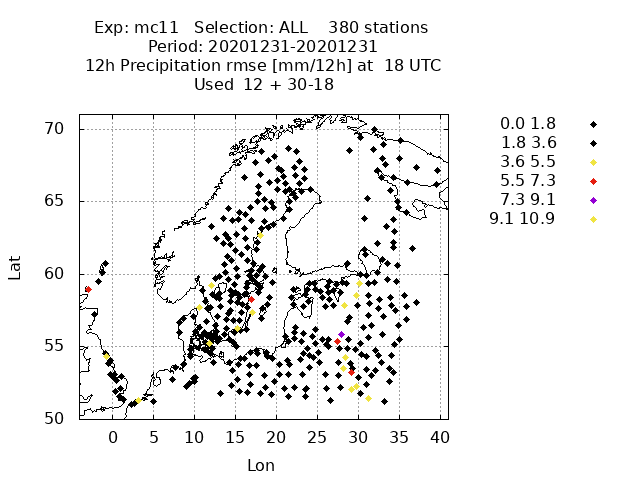 Exp: mc11   Selection: ALL    380 stations
Period: 20201231-20201231
12h Precipitation rmse [mm/12h] at  18 UTC
Used  12 + 30-18
0.0 1.8
1.8 3.6
3.6 5.5
5.5 7.3
7.3 9.1
9.1 10.9
70
65
60
55
50
Lat
0 5 10 15 20 25 30 35 40
Lon